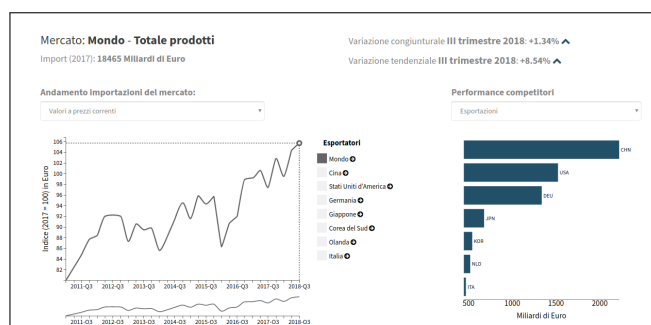 Mercato: Mondo - Totale prodotti
Import (2017): 18465 Miliardi di Euro
Variazione congiunturale III trimestre 2018: +1.34%
Variazione tendenziale III trimestre 2018: +8.54%
Andamento importazioni del mercato:
Valori a prezzi correnti
Performance competitori
Esportazioni
Indice (2017 = 100) in Euro
106
104
102
100
98
96
94
92
90
88
86
84
82
2011-Q3 2012-Q3 2013-Q3 2014-Q3 2015-Q3 2016-Q3 2017-Q3 2018-Q3
2011-Q3 2012-Q3 2013-Q3 2014-Q3 2015-Q3 2016-Q3 2017-Q3 2018-Q3
Esportatori
Mondo
Cina
Stati Uniti d'America
Germania
Giappone
Corea del Sud
Olanda
Italia
CHN
USA
DEU
JPN
KOR
NLD
ITA
500 1000 1500 2000
Miliardi di Euro